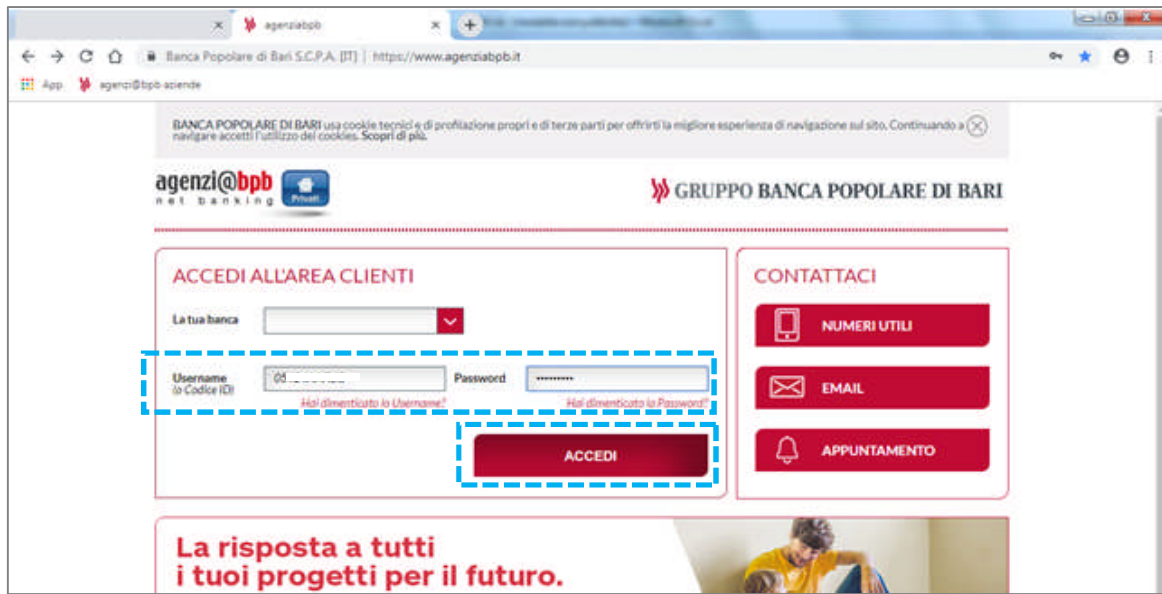 agenziabpb
Banca Popolare di Bari S.C.P.A. [IT] | https://www.agenziabpb.it
App agenzi@bpb aziende
BANCA POPOLARE DI BARI usa cookie tecnici e di profilazione propri e di terze parti per offrirti la migliore esperienza di navigazione sul sito. Continuando a
navigare accetti l'utilizzo dei cookies. Scopri di più.
agenzi@bpb
net banking
Privati
GRUPPO BANCA POPOLARE DI BARI
ACCEDI ALL'AREA CLIENTI
La tua banca
Username
(o Codice ID)
Password
Hai dimenticato la Username?
Hai dimenticato la Password?
ACCEDI
CONTATTACI
NUMERI UTILI
EMAIL
APPUNTAMENTO
La risposta a tutti
i tuoi progetti per il futuro.